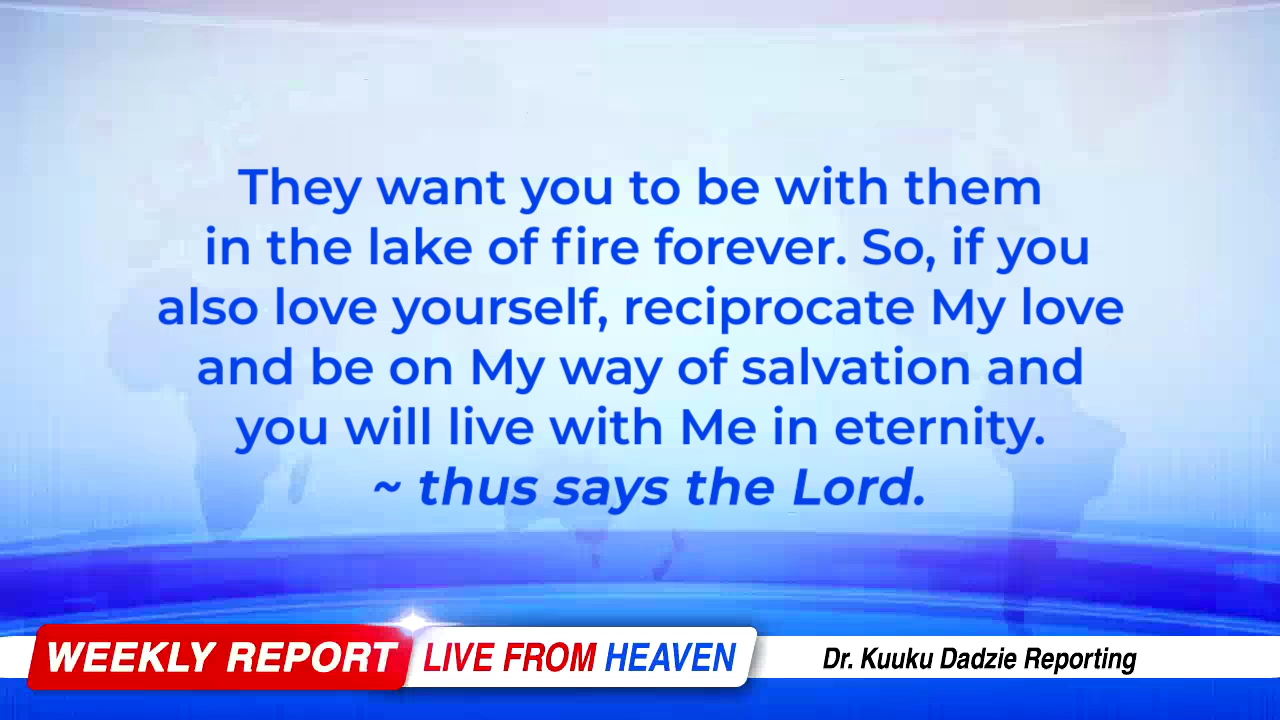 They want you to be with them
in the lake of fire forever. So, if you
also love yourself, reciprocate My love
and be on My way of salvation and
you will live with Me in eternity.
~ thus says the Lord.
WEEKLY REPORT LIVE FROM HEAVEN Dr. Kuuku Dadzie Reporting